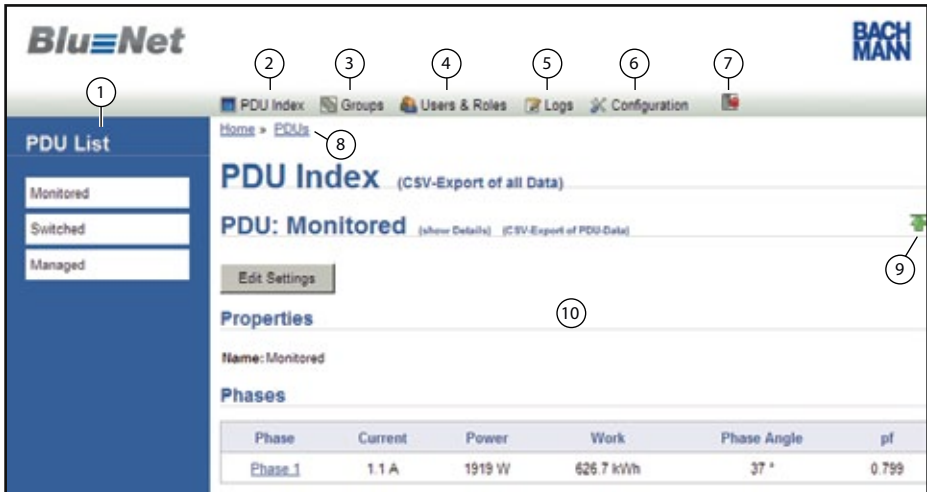 Blu≡Net
BACH
MANN
1
2
3
4
5
6
7
PDU Index Groups Users & Roles Logs Configuration
PDU List
Home » PDUs
8
PDU Index (CSV-Export of all Data)
Monitored
Switched
Managed
PDU: Monitored (show Details) (CSV-Export of PDU-Data)
9
Edit Settings
Properties
10
Name: Monitored
Phases
Phase Current Power Work Phase Angle pf
Phase 1 1.1 A 1919 W 626.7 kWh 37 ° 0.799